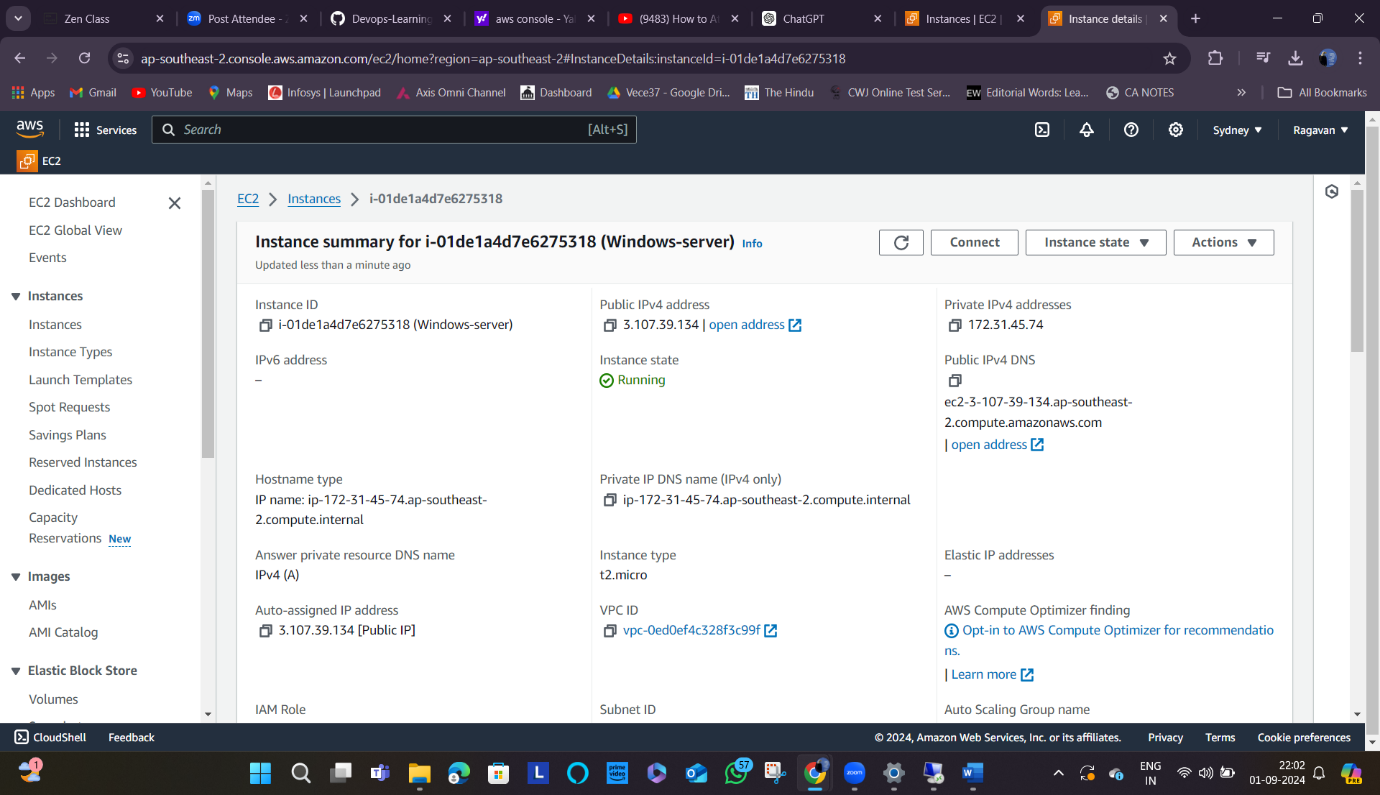 Zen Class
zm Post Attendee - Z
Devops-Learning
aws console - Ya
(9483) How to A
ChatGPT
Instances | EC2 |
Instance details |
ap-southeast-2.console.aws.amazon.com/ec2/home?region=ap-southeast-2#InstanceDetails:instanceId=i-01de1a4d7e6275318
Apps
Gmail
YouTube
Maps
Infosys | Launchpad
Axis Omni Channel
Dashboard
Vece37 - Google Dri...
TH The Hindu
CWJ Online Test Ser...
EW Editorial Words: Lea...
CA NOTES
»
All Bookmarks
aws
Services
Search [Alt+S]
Sydney ▼
Ragavan ▼
EC2
EC2 Dashboard
EC2 Global View
Events
Instances
Instances
Instance Types
Launch Templates
Spot Requests
Savings Plans
Reserved Instances
Dedicated Hosts
Capacity
Reservations New
Images
AMIs
AMI Catalog
Elastic Block Store
Volumes
EC2 > Instances > i-01de1a4d7e6275318
Instance summary for i-01de1a4d7e6275318 (Windows-server) Info
Updated less than a minute ago
Connect
Instance state ▼
Actions ▼
Instance ID
i-01de1a4d7e6275318 (Windows-server)
Public IPv4 address
3.107.39.134 | open address
Private IPv4 addresses
172.31.45.74
IPv6 address
–
Instance state
Running
Public IPv4 DNS
ec2-3-107-39-134.ap-southeast-
2.compute.amazonaws.com
| open address
Hostname type
IP name: ip-172-31-45-74.ap-southeast-
2.compute.internal
Private IP DNS name (IPv4 only)
ip-172-31-45-74.ap-southeast-2.compute.internal
Answer private resource DNS name
IPv4 (A)
Instance type
t2.micro
Elastic IP addresses
–
Auto-assigned IP address
3.107.39.134 [Public IP]
VPC ID
vpc-0ed0ef4c328f3c99f
AWS Compute Optimizer finding
Opt-in to AWS Compute Optimizer for recommendatio
ns.
| Learn more
IAM Role
Subnet ID
Auto Scaling Group name
CloudShell
Feedback
© 2024, Amazon Web Services, Inc. or its affiliates.
Privacy
Terms
Cookie preferences
1
L
prime video
57
zoom
W
ENG
IN
22:02
01-09-2024
PRE